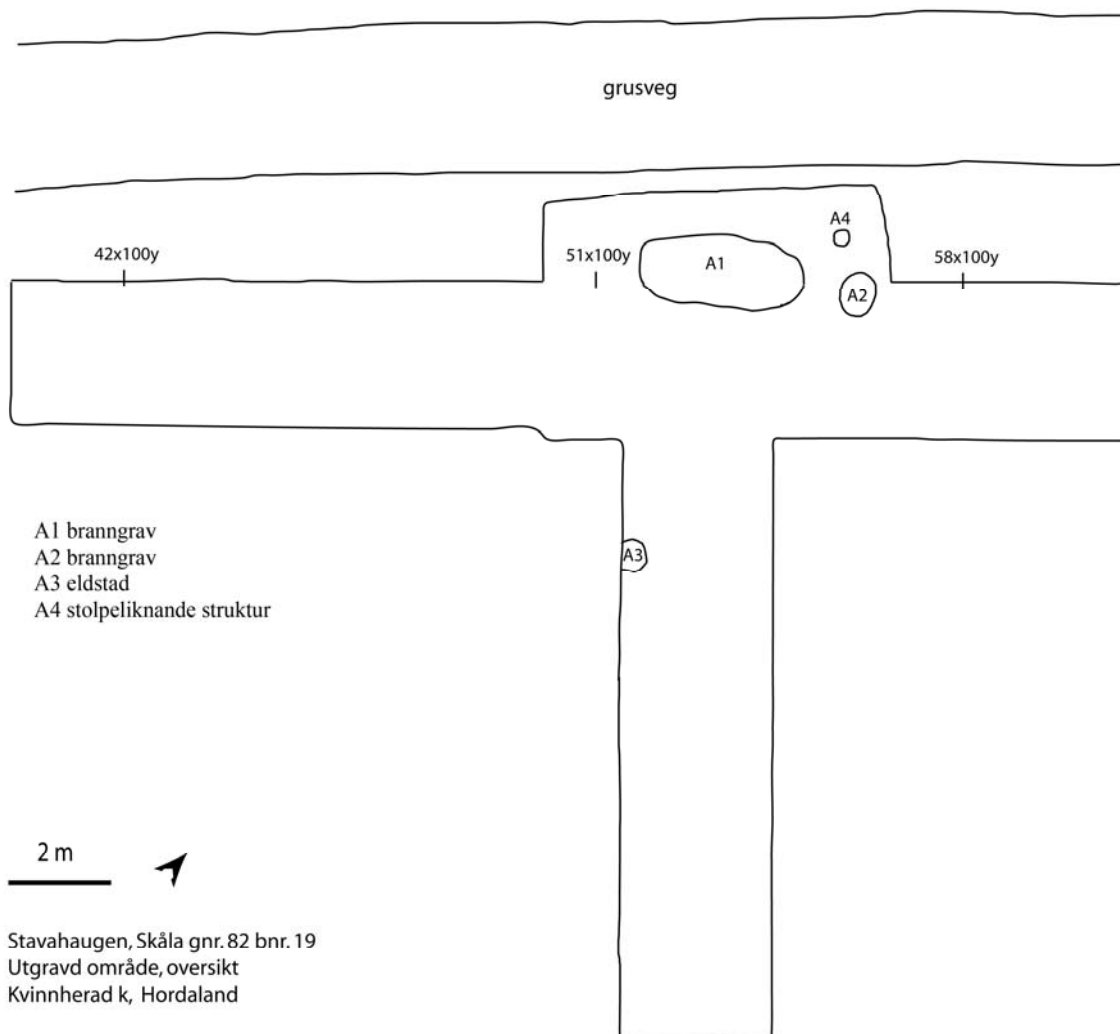 grusveg
A4
42x100y
51x100y
A1
58x100y
A2
A3
A1 branngrav
A2 branngrav
A3 eldstad
A4 stolpeliknande struktur
2 m
Stavahaugen, Skåla gnr. 82 bnr. 19
Utgravd område, oversikt
Kvinnherad k, Hordaland